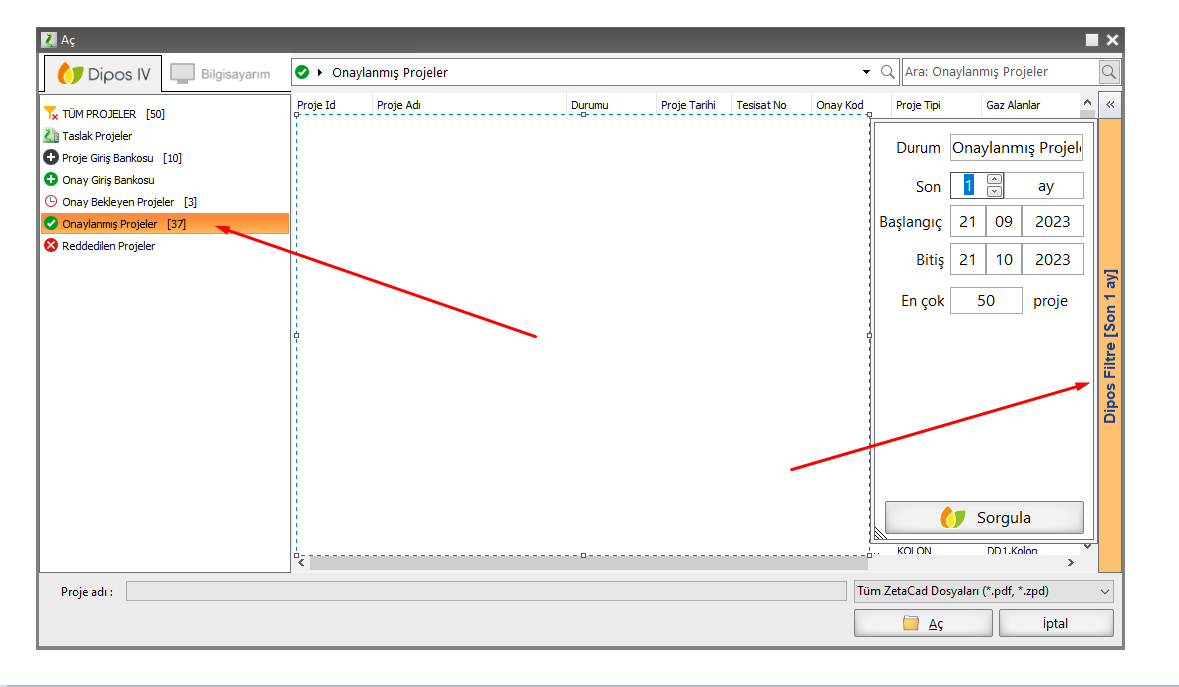 Aç
Dipos IV
Bilgisayarım
Onaylanmış Projeler
Ara: Onaylanmış Projeler
TÜM PROJELER [50]
Taslak Projeler
Proje Giriş Bankosu [10]
Onay Giriş Bankosu
Onay Bekleyen Projeler [3]
Onaylanmış Projeler [37]
Reddedilen Projeler
Proje Id Proje Adı Durumu Proje Tarihi Tesisat No Onay Kod Proje Tipi Gaz Alanlar
Durum Onaylanmış Projel
Son 1 ay
Başlangıç 21 09 2023
Bitiş 21 10 2023
En çok 50 proje
Sorgula
KOLON DD1,Kolon
Dipos Filtre [Son 1 ay]
Proje adı :
Tüm ZetaCad Dosyaları (*.pdf, *.zpd)
Aç
İptal